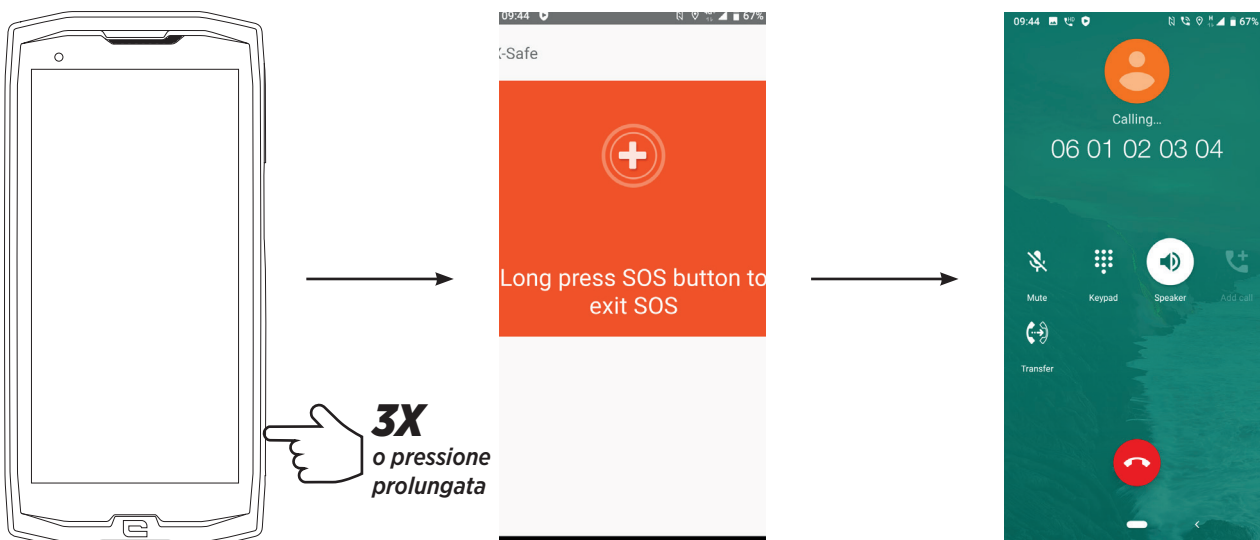 3X
o pressione
prolungata
09:44 67%
X-Safe
Long press SOS button to
exit SOS
09:44 67%
Calling...
06 01 02 03 04
Mute Keypad Speaker Add call
Transfer